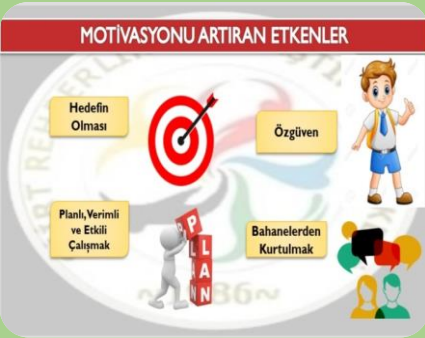 MOTİVASYONU ARTIRAN ETKENLER
Hedefin
Olması
Özgüven
Planlı, Verimli
ve Etkili
Çalışmak
Bahanelerden
Kurtulmak
PLAN
PLAN